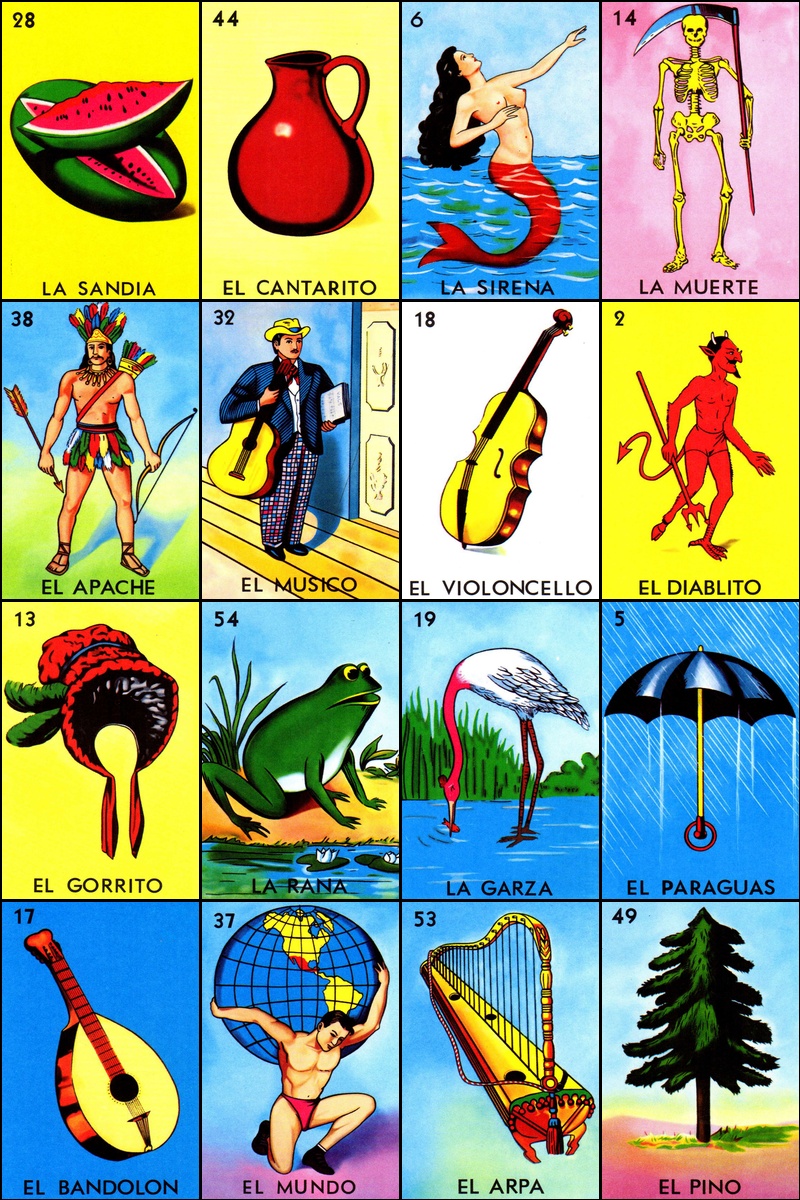 28
LA SANDIA
44
EL CANTARITO
6
LA SIRENA
14
LA MUERTE
38
EL APACHE
32
EL MUSICO
18
EL VIOLONCELLO
2
EL DIABLITO
13
EL GORRITO
54
LA RANA
19
LA GARZA
5
EL PARAGUAS
17
EL BANDOLON
37
EL MUNDO
53
EL ARPA
49
EL PINO